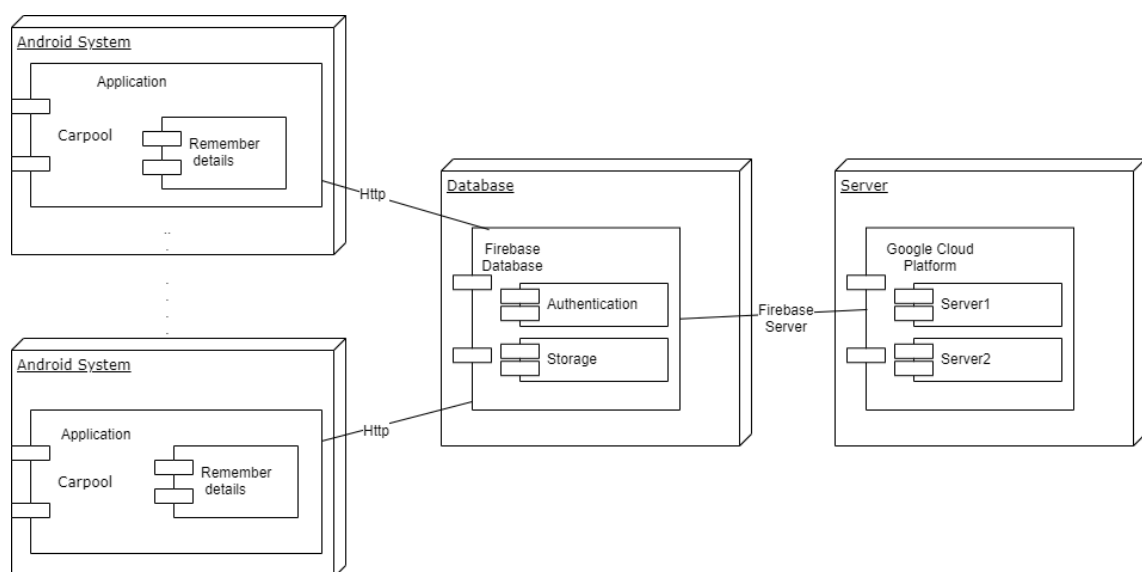 Android System
Application
Carpool
Remember
details
..
.
.
.
.
.
Android System
Application
Carpool
Remember
details
Http
Http
Database
Firebase
Database
Authentication
Storage
Firebase
Server
Server
Google Cloud
Platform
Server1
Server2